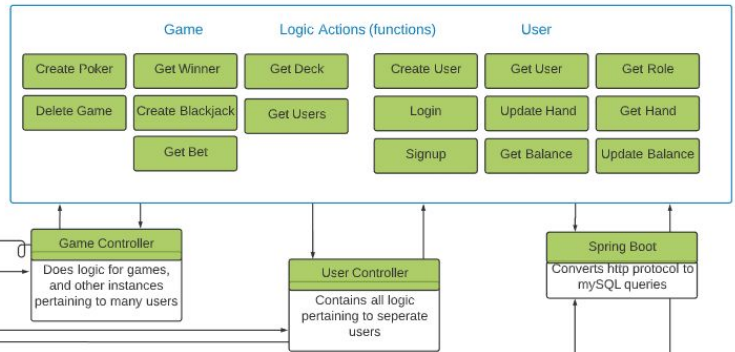 Game
Logic Actions (functions)
User
Create Poker
Get Winner
Get Deck
Create User
Get User
Get Role
Delete Game
Create Blackjack
Get Users
Login
Update Hand
Get Hand
Get Bet
Signup
Get Balance
Update Balance
Game Controller
Does logic for games,
and other instances
pertaining to many users
User Controller
Contains all logic
pertaining to seperate
users
Spring Boot
Converts http protocol to
mySQL queries